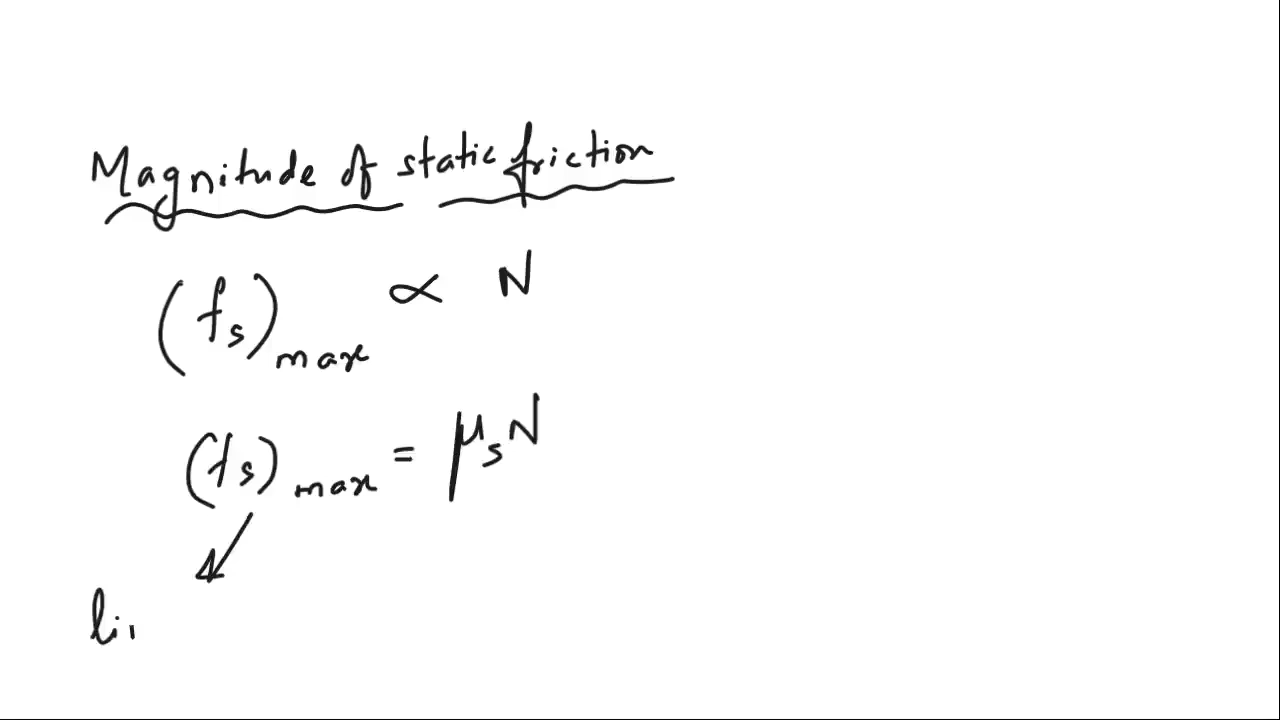 Magnitude of static friction
(fs)max ∝ N
(fs)max = μsN